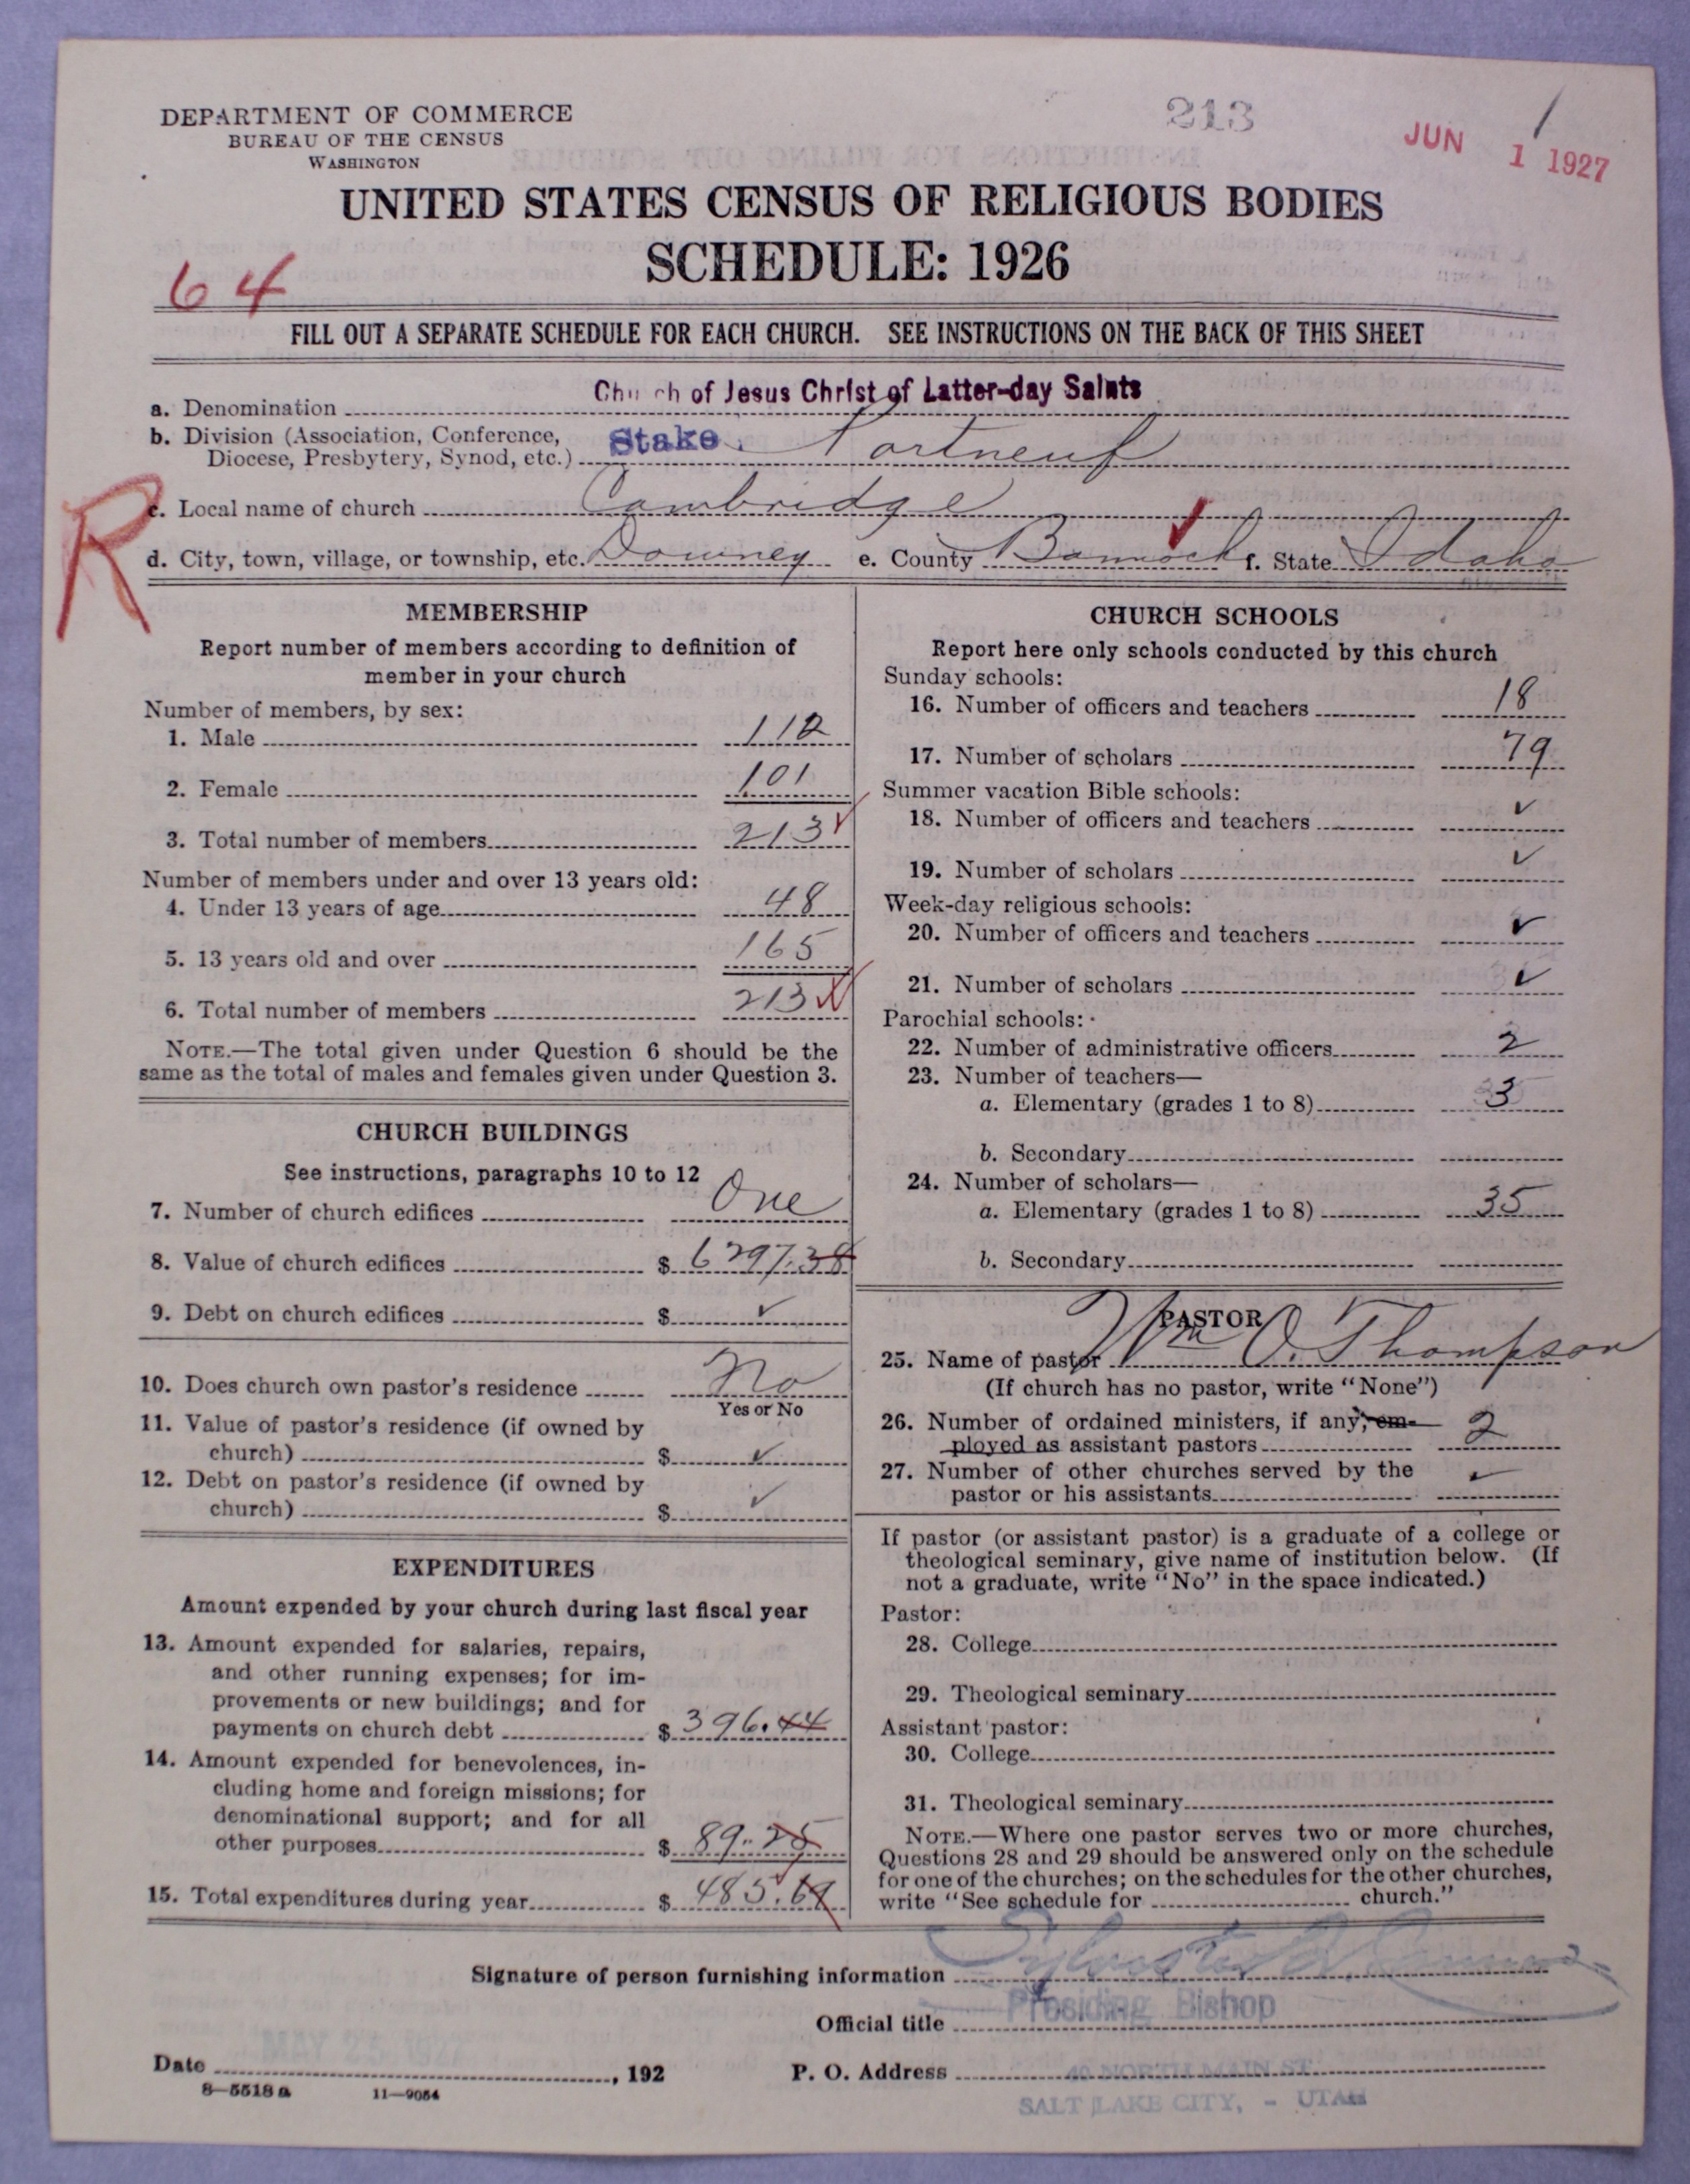 DEPARTMENT OF COMMERCE
BUREAU OF THE CENSUS
WASHINGTON
213
JUN 1 1927
UNITED STATES CENSUS OF RELIGIOUS BODIES
SCHEDULE: 1926
64
FILL OUT A SEPARATE SCHEDULE FOR EACH CHURCH. SEE INSTRUCTIONS ON THE BACK OF THIS SHEET
a. Denomination Church of Jesus Christ of Latter-day Saints
b. Division (Association, Conference,
Diocese, Presbytery, Synod, etc.) Stake. Portneuf
R
c. Local name of church Cambridge
d. City, town, village, or township, etc. Downey e. County Bannock f. State Idaho
MEMBERSHIP
Report number of members according to definition of
member in your church
Number of members, by sex:
1. Male 112
2. Female 101
3. Total number of members 213
Number of members under and over 13 years old:
4. Under 13 years of age 48
5. 13 years old and over 165
6. Total number of members 213
NOTE.—The total given under Question 6 should be the
same as the total of males and females given under Question 3.
CHURCH BUILDINGS
See instructions, paragraphs 10 to 12
7. Number of church edifices One
8. Value of church edifices $ 6297.38
9. Debt on church edifices $ ✓
10. Does church own pastor's residence No
Yes or No
11. Value of pastor's residence (if owned by
church) $ ✓
12. Debt on pastor's residence (if owned by
church) $ ✓
EXPENDITURES
Amount expended by your church during last fiscal year
13. Amount expended for salaries, repairs,
and other running expenses; for im-
provements or new buildings; and for
payments on church debt $ 396.44
14. Amount expended for benevolences, in-
cluding home and foreign missions; for
denominational support; and for all
other purposes $ 89.25
15. Total expenditures during year $ 485.69
CHURCH SCHOOLS
Report here only schools conducted by this church
Sunday schools:
16. Number of officers and teachers 18
17. Number of scholars 79
Summer vacation Bible schools:
18. Number of officers and teachers ✓
19. Number of scholars ✓
Week-day religious schools:
20. Number of officers and teachers ✓
21. Number of scholars ✓
Parochial schools:
22. Number of administrative officers 2
23. Number of teachers—
a. Elementary (grades 1 to 8) 3
b. Secondary
24. Number of scholars—
a. Elementary (grades 1 to 8) 35
b. Secondary
PASTOR
25. Name of pastor Wm O. Thompson
(If church has no pastor, write "None")
26. Number of ordained ministers, if any, em-
ployed as assistant pastors 2
27. Number of other churches served by the
pastor or his assistants ✓
If pastor (or assistant pastor) is a graduate of a college or
theological seminary, give name of institution below. (If
not a graduate, write "No" in the space indicated.)
Pastor:
28. College
29. Theological seminary
Assistant pastor:
30. College
31. Theological seminary
NOTE.—Where one pastor serves two or more churches,
Questions 28 and 29 should be answered only on the schedule
for one of the churches; on the schedules for the other churches,
write "See schedule for church."
Signature of person furnishing information Sylvester Q. Cannon
Official title Presiding Bishop
Date MAY 25 1927, 192 P. O. Address 40 NORTH MAIN ST.
8—5518 a 11—9054
SALT LAKE CITY, - UTAH